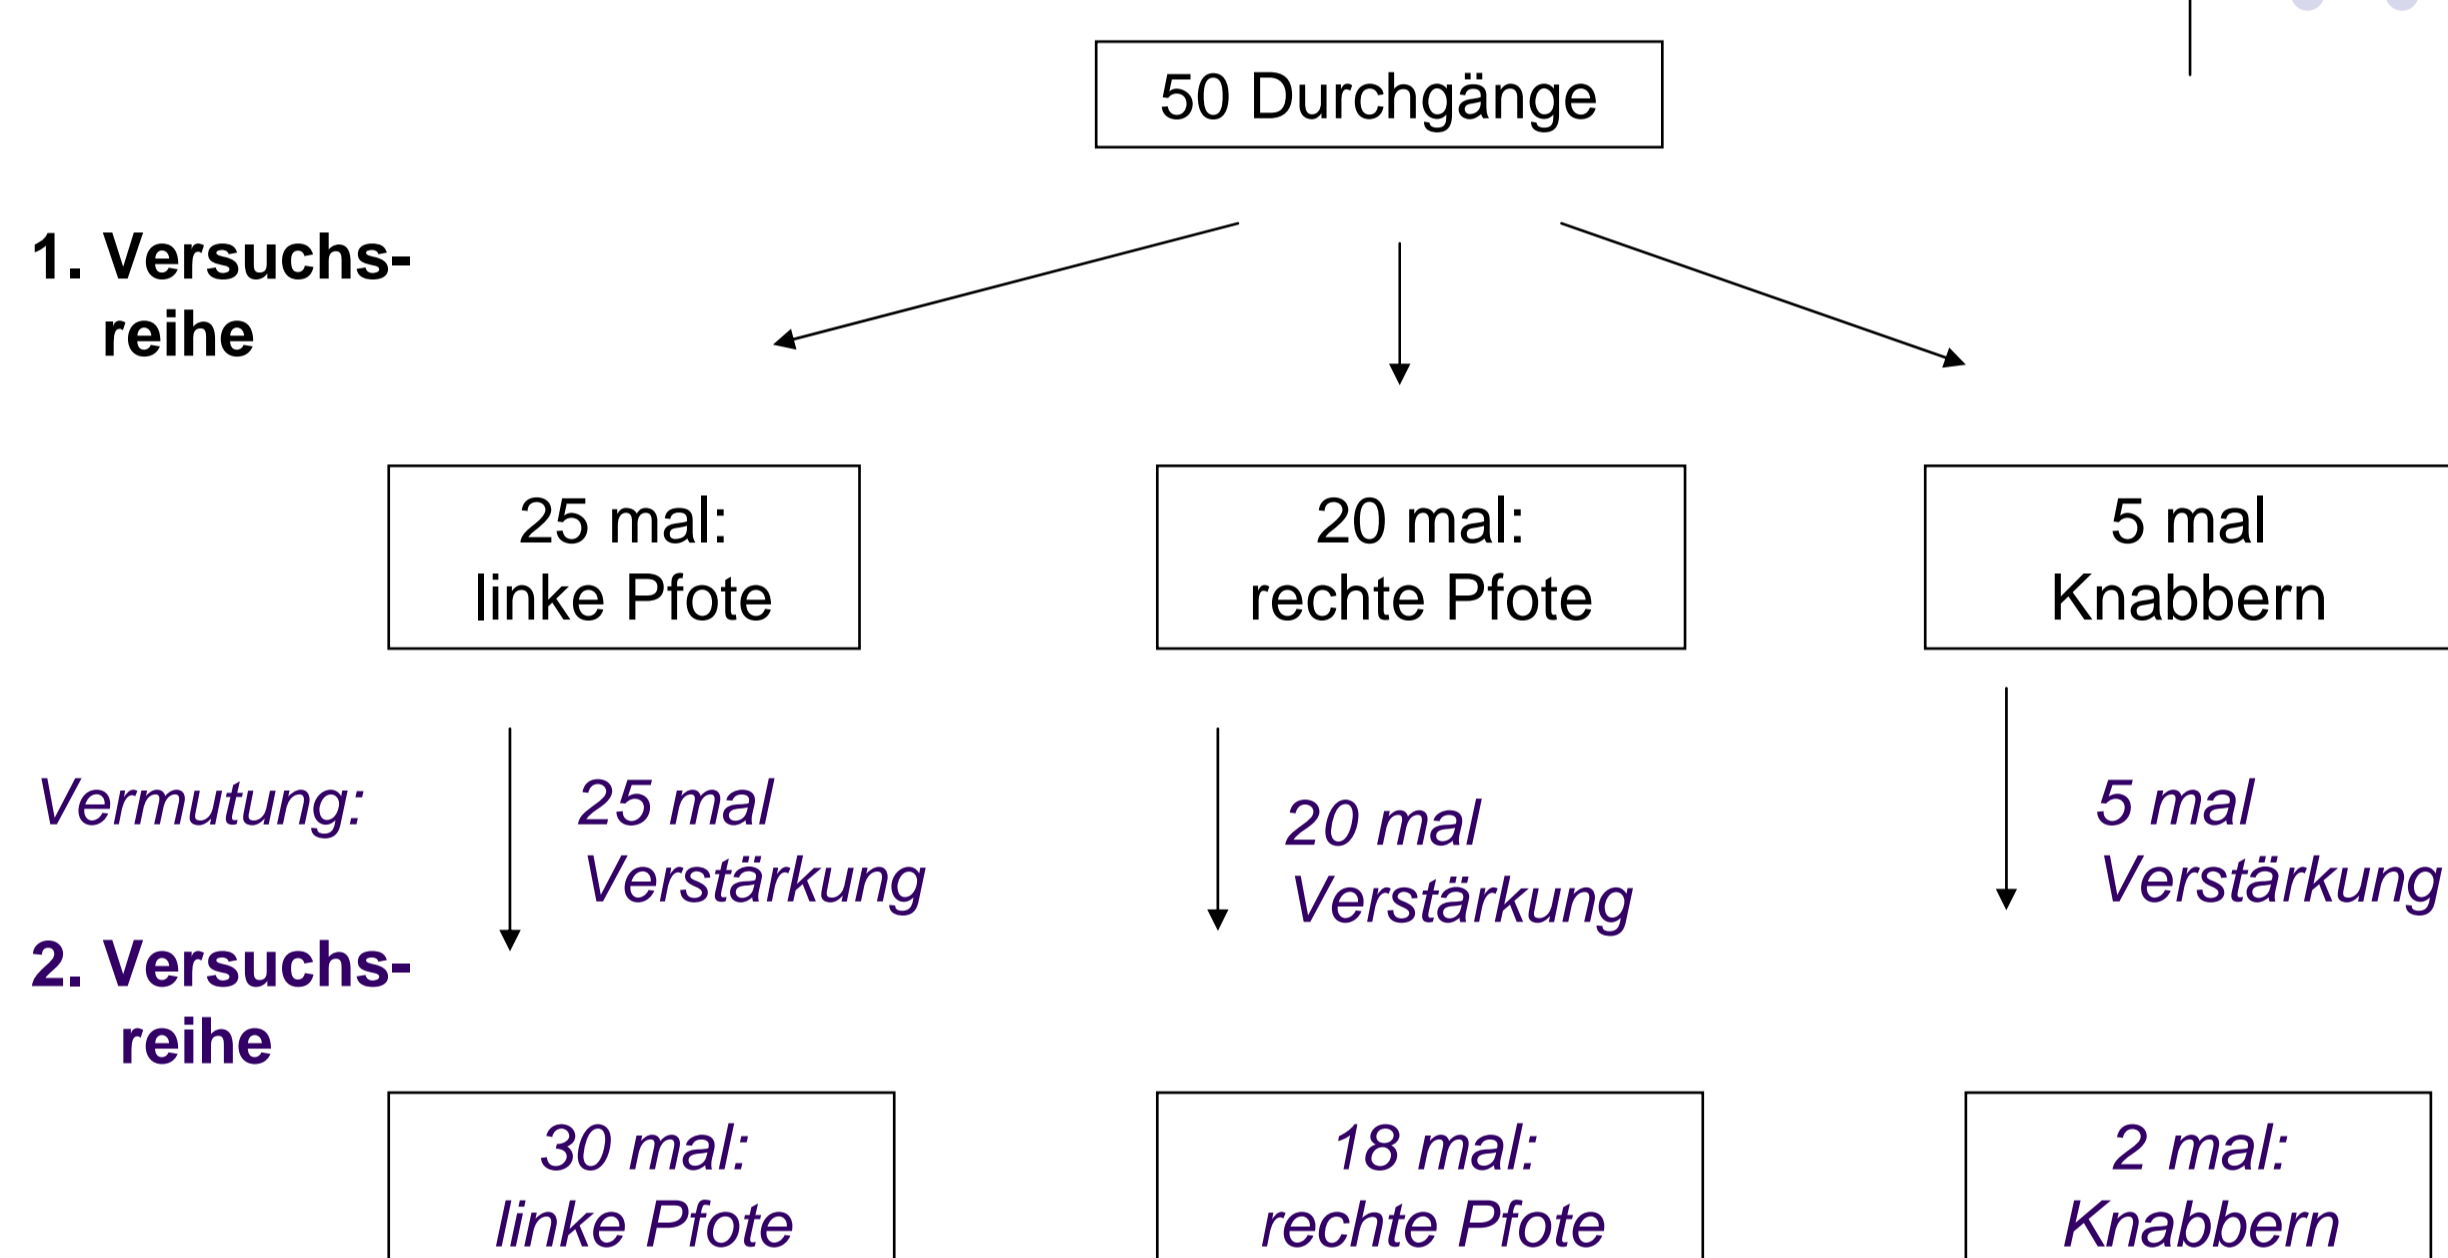 50 Durchgänge
1. Versuchs-
reihe
25 mal:
linke Pfote
20 mal:
rechte Pfote
5 mal
Knabbern
Vermutung:
25 mal
Verstärkung
20 mal
Verstärkung
5 mal
Verstärkung
2. Versuchs-
reihe
30 mal:
linke Pfote
18 mal:
rechte Pfote
2 mal:
Knabbern